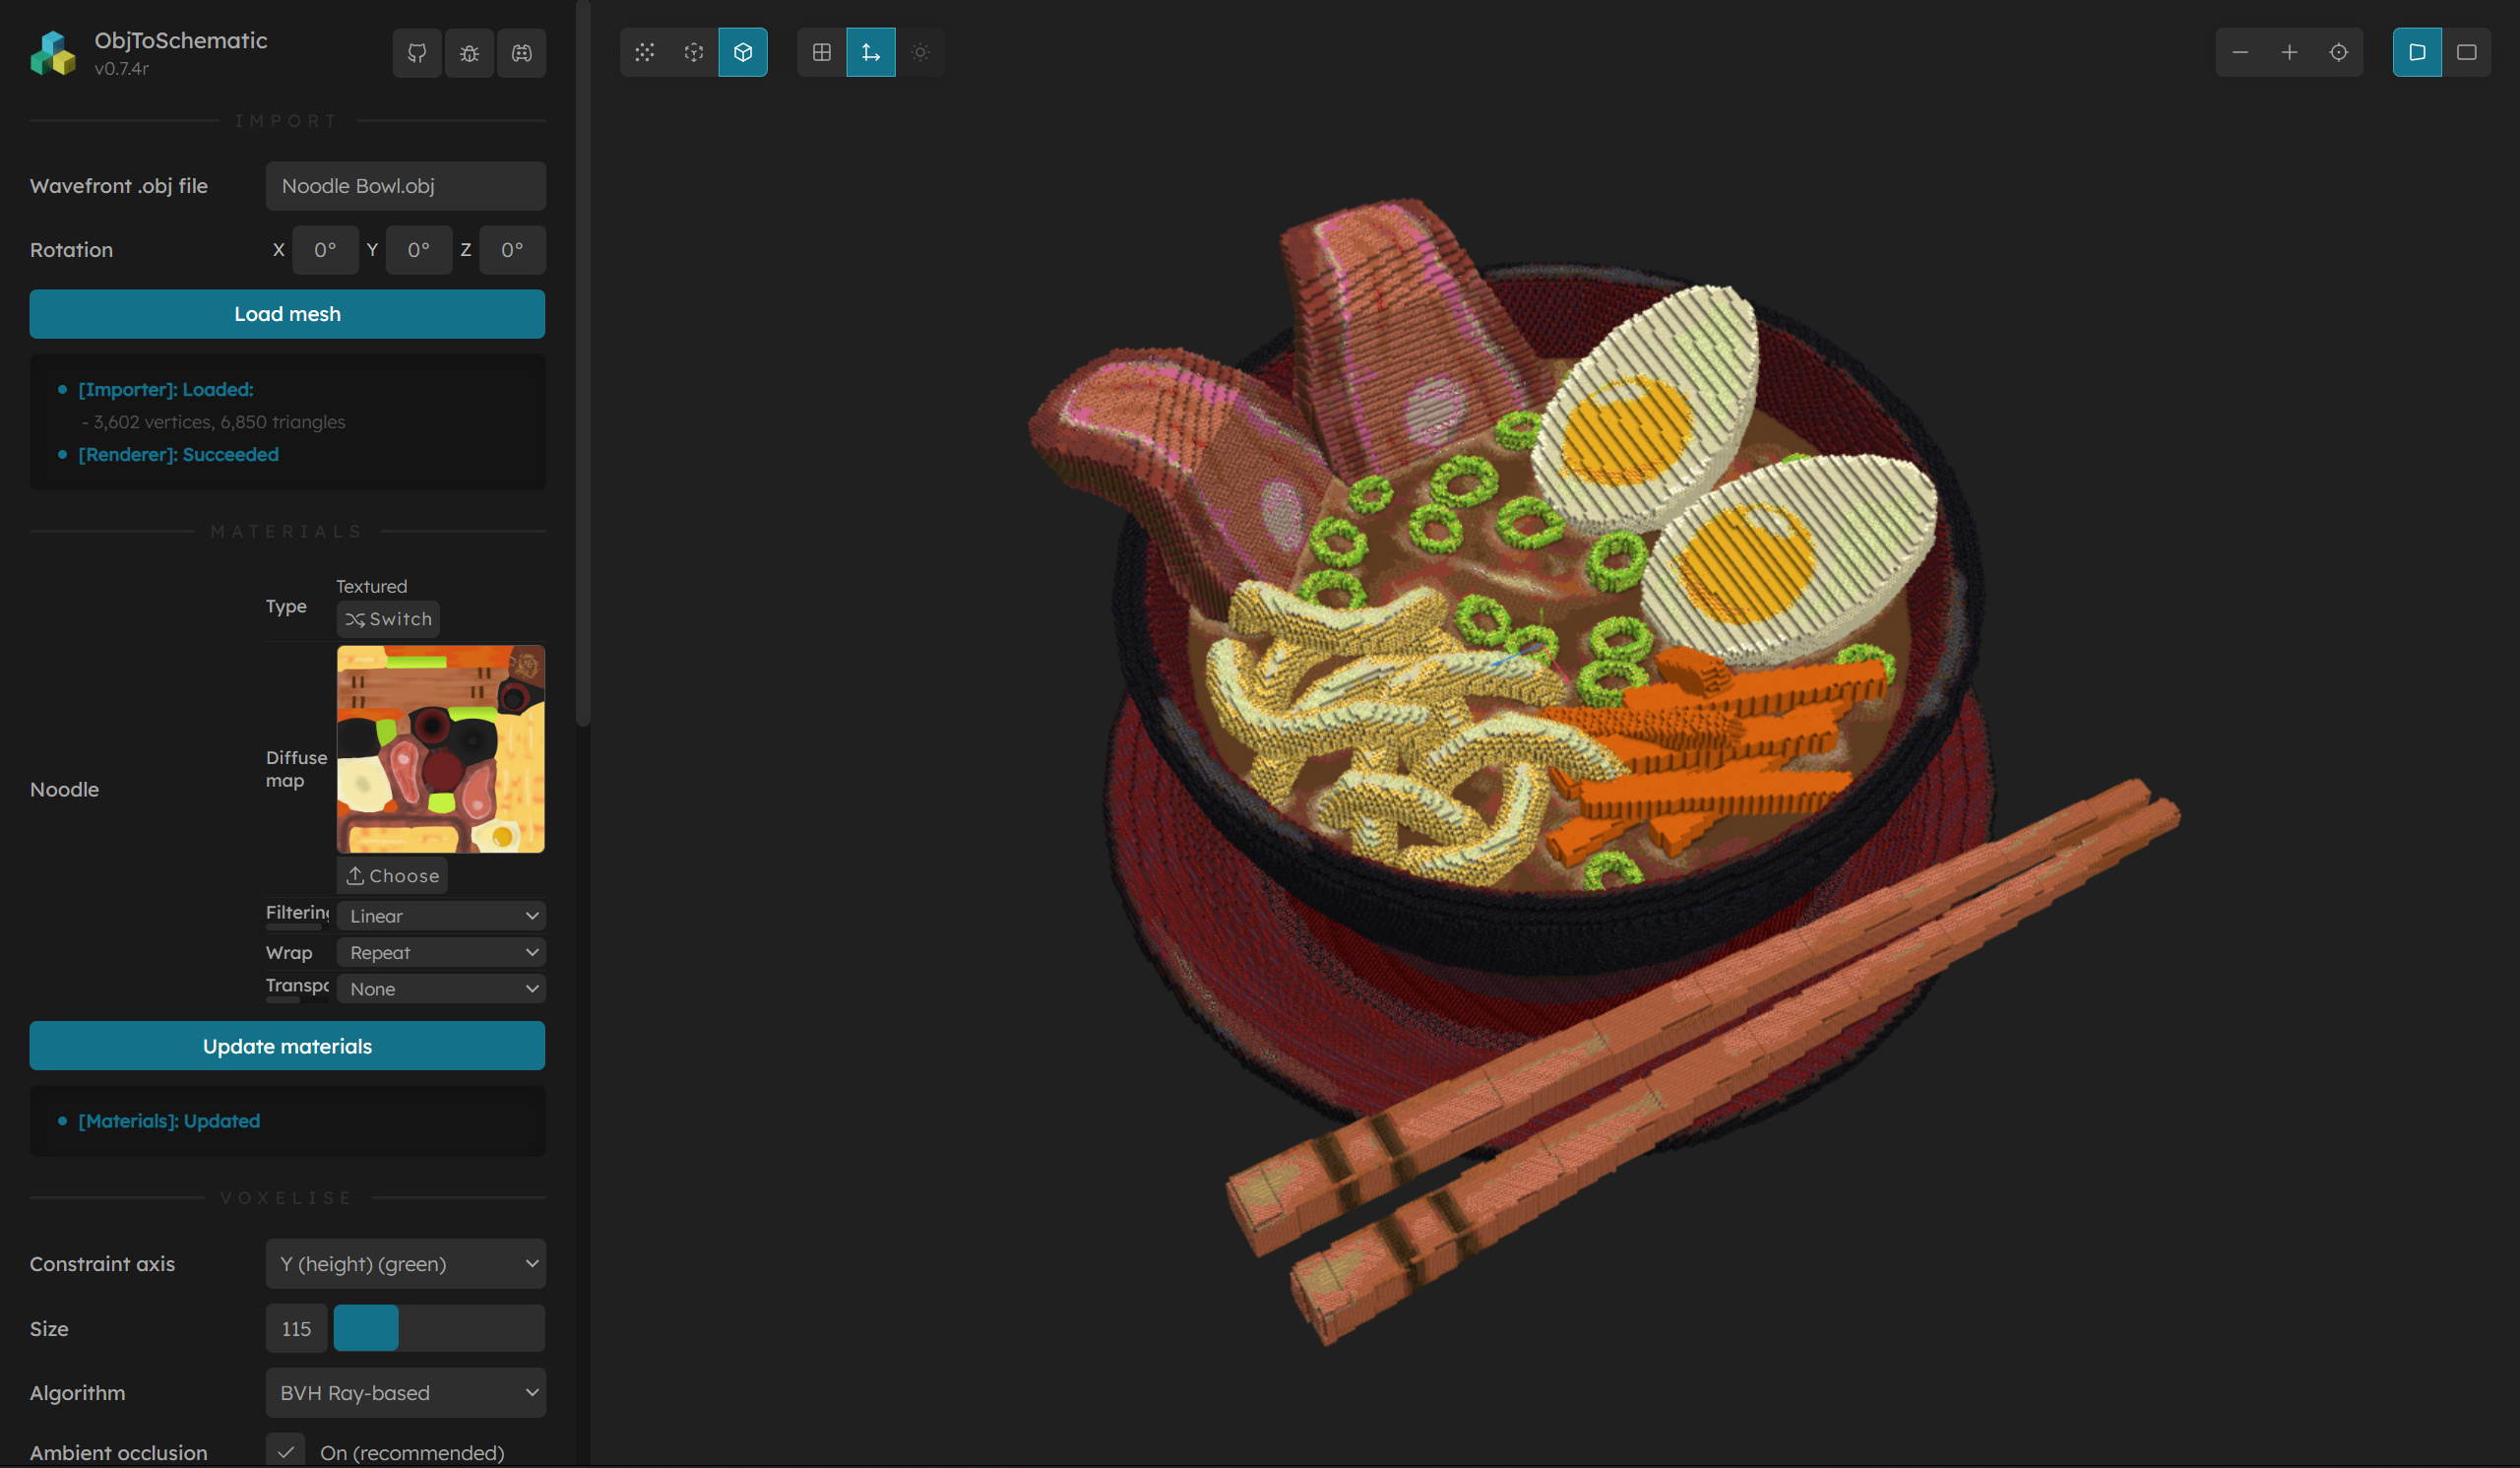 ObjToSchematic
v0.7.4r
IMPORT
Wavefront .obj file
Noodle Bowl.obj
Rotation
X 0° Y 0° Z 0°
Load mesh
[Importer]: Loaded:
- 3,602 vertices, 6,850 triangles
[Renderer]: Succeeded
MATERIALS
Noodle
Type
Textured
Switch
Diffuse
map
Choose
Filtering
Linear
Wrap
Repeat
Transpa
None
Update materials
[Materials]: Updated
VOXELISE
Constraint axis
Y (height) (green)
Size
115
Algorithm
BVH Ray-based
Ambient occlusion
On (recommended)